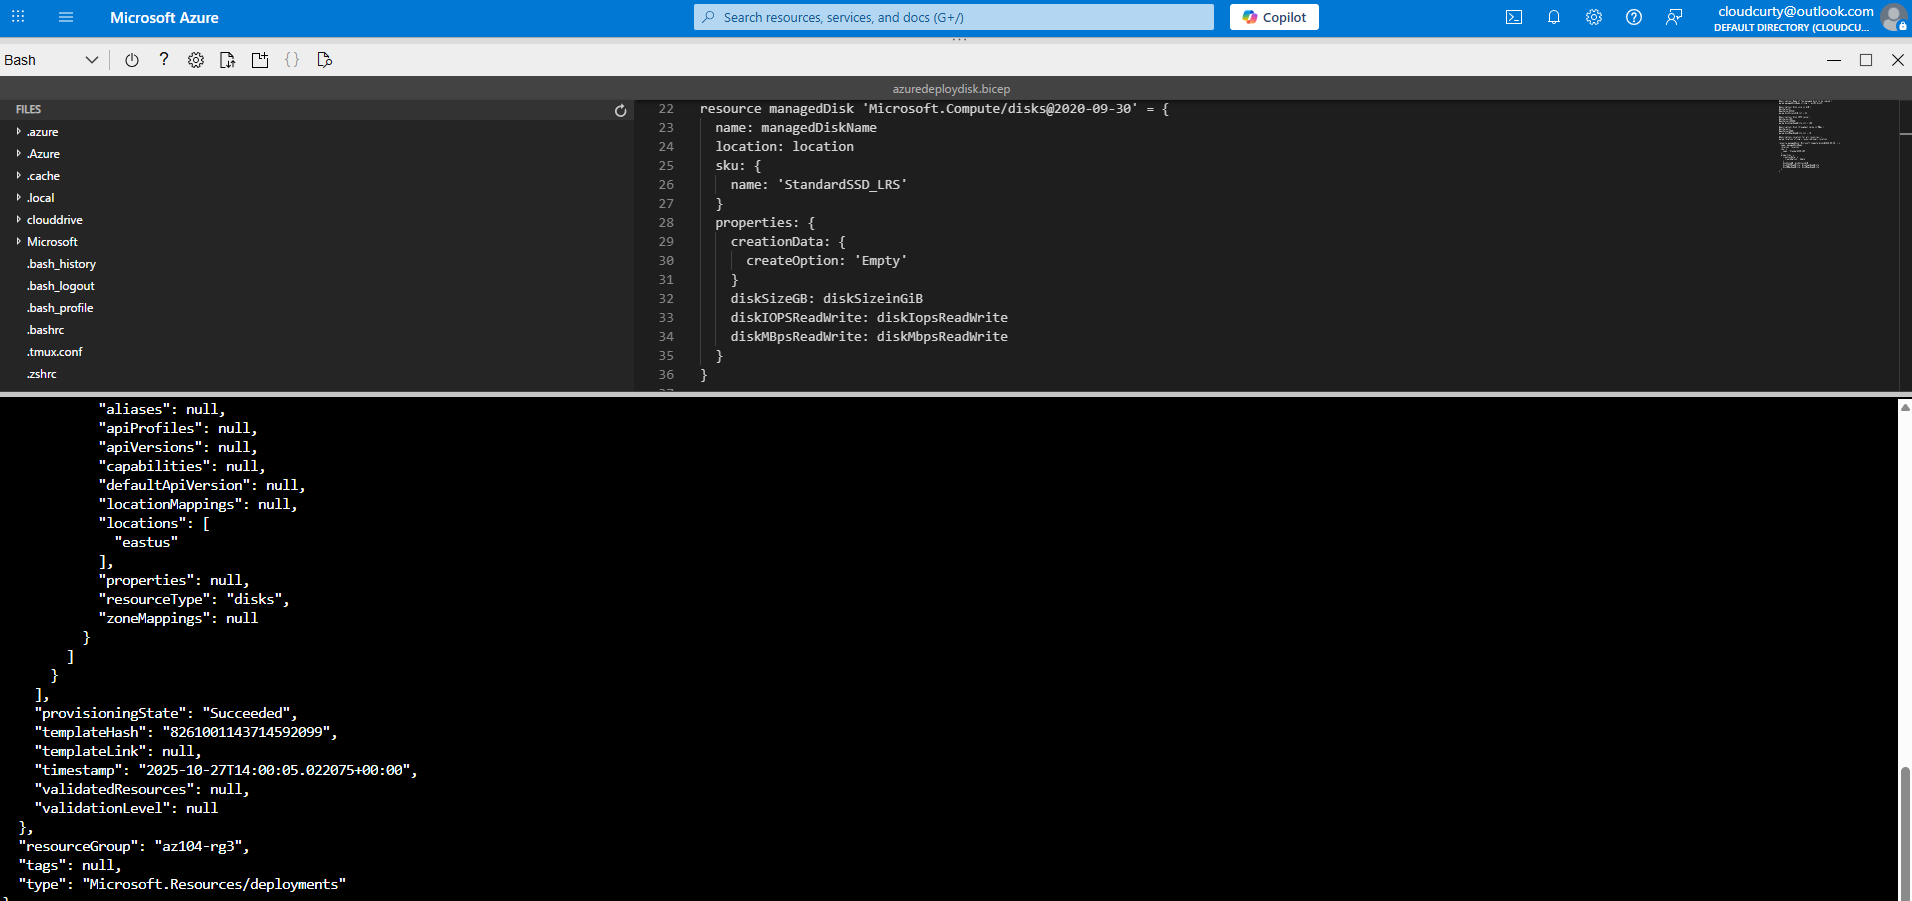 Microsoft Azure
Search resources, services, and docs (G+/)
Copilot
cloudcurty@outlook.com
DEFAULT DIRECTORY (CLOUDCU...
Bash
azuredeploydisk.bicep
FILES
.azure
.Azure
.cache
.local
clouddrive
Microsoft
.bash_history
.bash_logout
.bash_profile
.bashrc
.tmux.conf
.zshrc
22 resource managedDisk 'Microsoft.Compute/disks@2020-09-30' = {
23 name: managedDiskName
24 location: location
25 sku: {
26 name: 'StandardSSD_LRS'
27 }
28 properties: {
29 creationData: {
30 createOption: 'Empty'
31 }
32 diskSizeGB: diskSizeinGiB
33 diskIOPSReadWrite: diskIopsReadWrite
34 diskMBpsReadWrite: diskMbpsReadWrite
35 }
36 }
"aliases": null,
"apiProfiles": null,
"apiVersions": null,
"capabilities": null,
"defaultApiVersion": null,
"locationMappings": null,
"locations": [
"eastus"
],
"properties": null,
"resourceType": "disks",
"zoneMappings": null
}
]
}
],
"provisioningState": "Succeeded",
"templateHash": "8261001143714592099",
"templateLink": null,
"timestamp": "2025-10-27T14:00:05.022075+00:00",
"validatedResources": null,
"validationLevel": null
},
"resourceGroup": "az104-rg3",
"tags": null,
"type": "Microsoft.Resources/deployments"